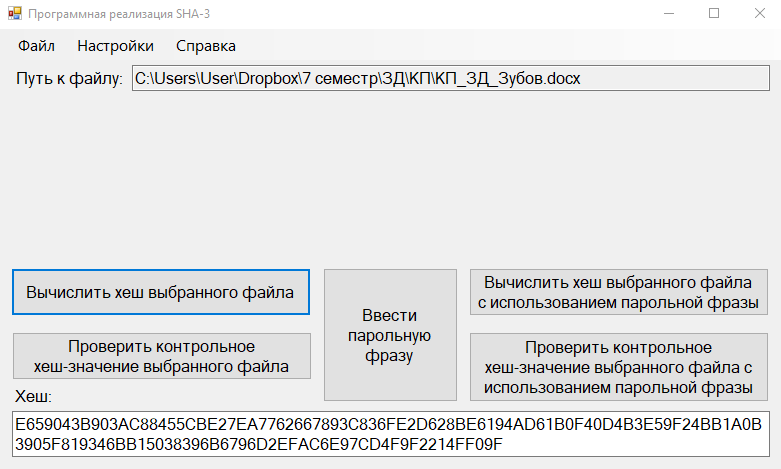 Программная реализация SHA-3
Файл Настройки Справка
Путь к файлу: C:\Users\User\Dropbox\7 семестр\ЗД\КП\КП_ЗД_Зубов.docx
Вычислить хеш выбранного файла
Проверить контрольное
хеш-значение выбранного файла
Ввести
парольную
фразу
Вычислить хеш выбранного файла
с использованием парольной фразы
Проверить контрольное
хеш-значение выбранного файла с
использованием парольной фразы
Хеш:
E659043B903AC88455CBE27EA7762667893C836FE2D628BE6194AD61B0F40D4B3E59F24BB1A0B
3905F819346BB15038396B6796D2EFAC6E97CD4F9F2214FF09F